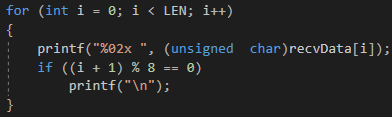 for (int i = 0; i < LEN; i++)
{
    printf("%02x ", (unsigned  char)recvData[i]);
    if ((i + 1) % 8 == 0)
        printf("\n");
}